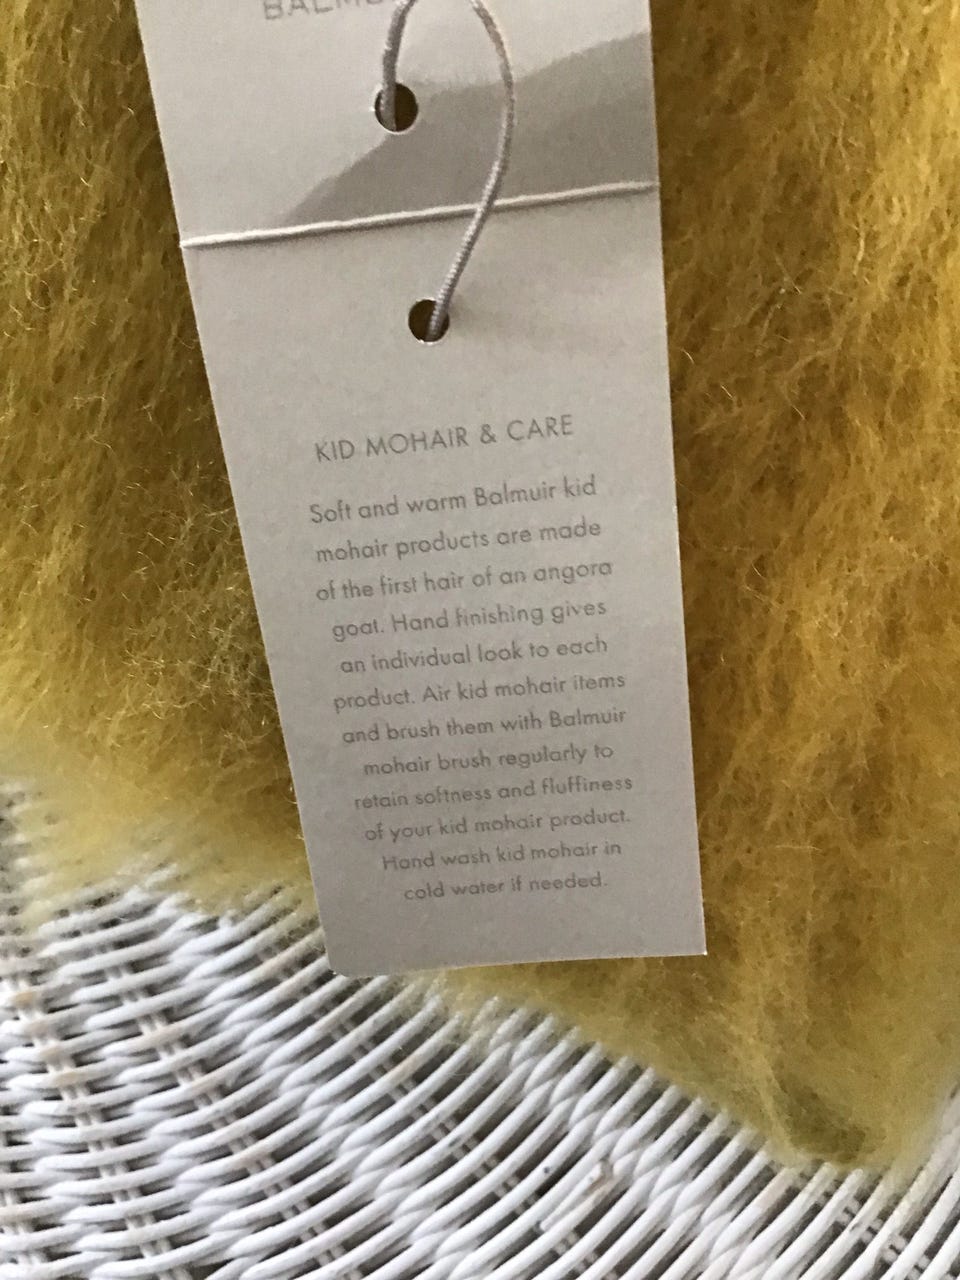 KID MOHAIR & CARE
Soft and warm Balmuir kid
mohair products are made
of the first hair of an angora
goat. Hand finishing gives
an individual look to each
product. Air kid mohair items
and brush them with Balmuir
mohair brush regularly to
retain softness and fluffiness
of your kid mohair product.
Hand wash kid mohair in
cold water if needed.